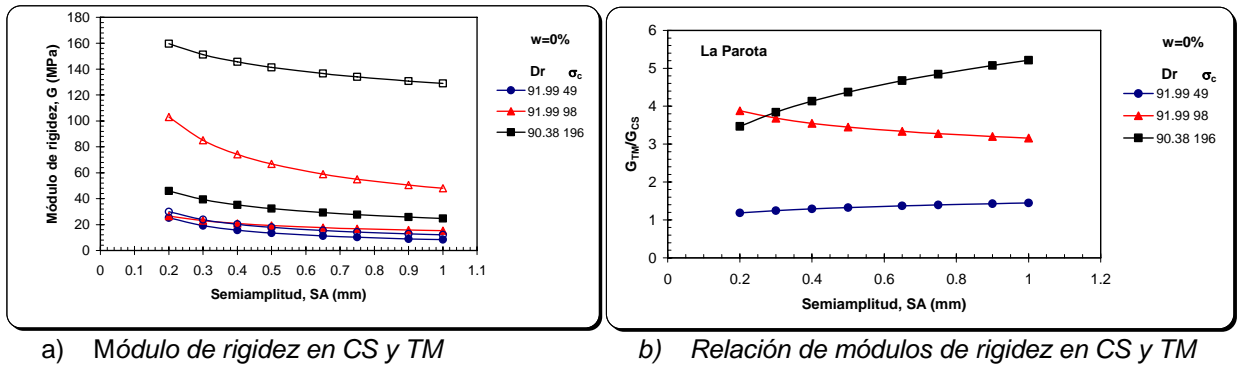 Módulo de rigidez, G (MPa)
180
160
140
120
100
80
60
40
20
0
0 0.1 0.2 0.3 0.4 0.5 0.6 0.7 0.8 0.9 1 1.1
Semiamplitud, SA (mm)
w=0%
Dr σc
91.99 49
91.99 98
90.38 196
a) Módulo de rigidez en CS y TM
GTM/GCS
6
5
4
3
2
1
0
0 0.2 0.4 0.6 0.8 1 1.2
Semiamplitud, SA (mm)
La Parota
w=0%
Dr σc
91.99 49
91.99 98
90.38 196
b) Relación de módulos de rigidez en CS y TM